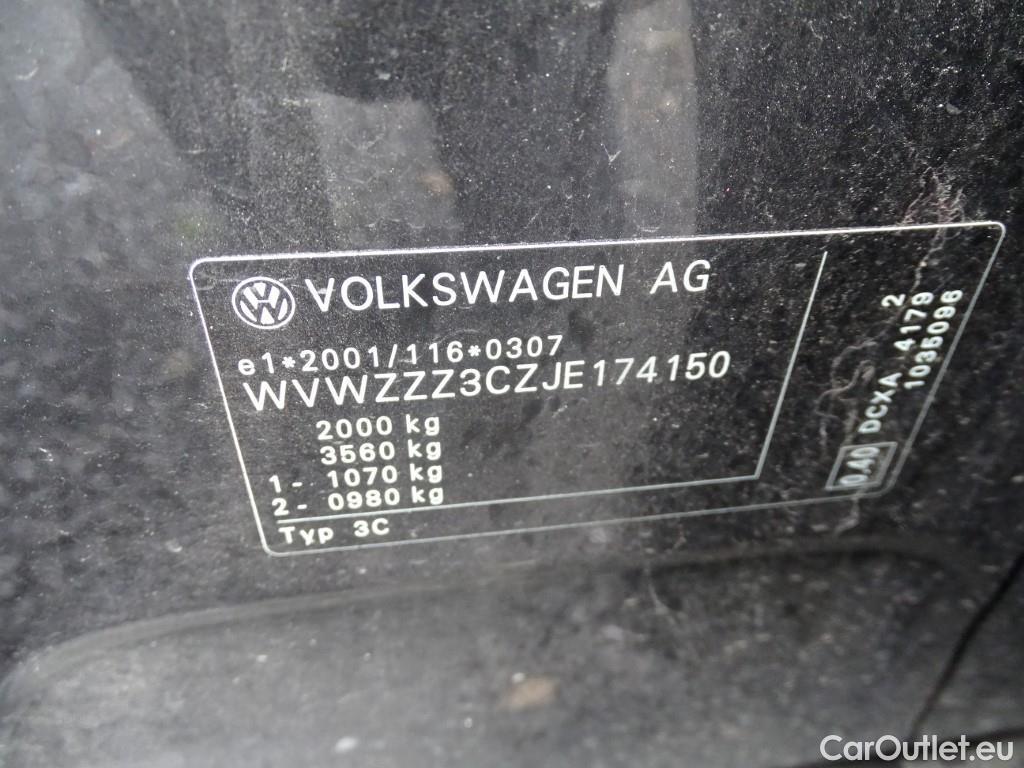 VOLKSWAGEN AG
e1*2001/116*0307
WVWZZZ3CZJE174150
2000 kg
3560 kg
1 - 1070 kg
2 - 0980 kg
Typ 3C
0.40 DCXA 4179 2
1035096
CarOutlet.eu